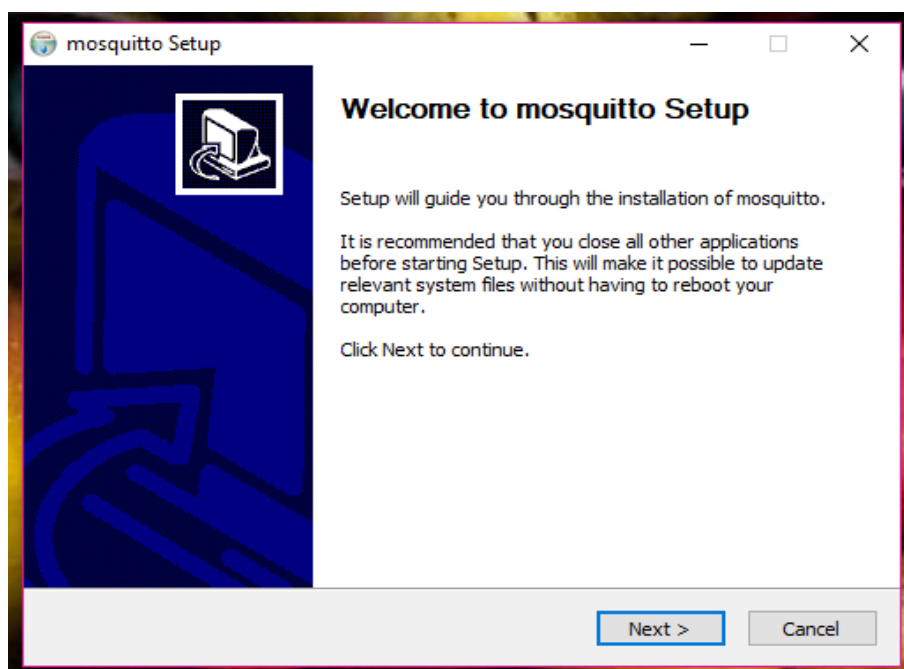 mosquitto Setup
Welcome to mosquitto Setup
Setup will guide you through the installation of mosquitto.
It is recommended that you close all other applications
before starting Setup. This will make it possible to update
relevant system files without having to reboot your
computer.
Click Next to continue.
Next >
Cancel